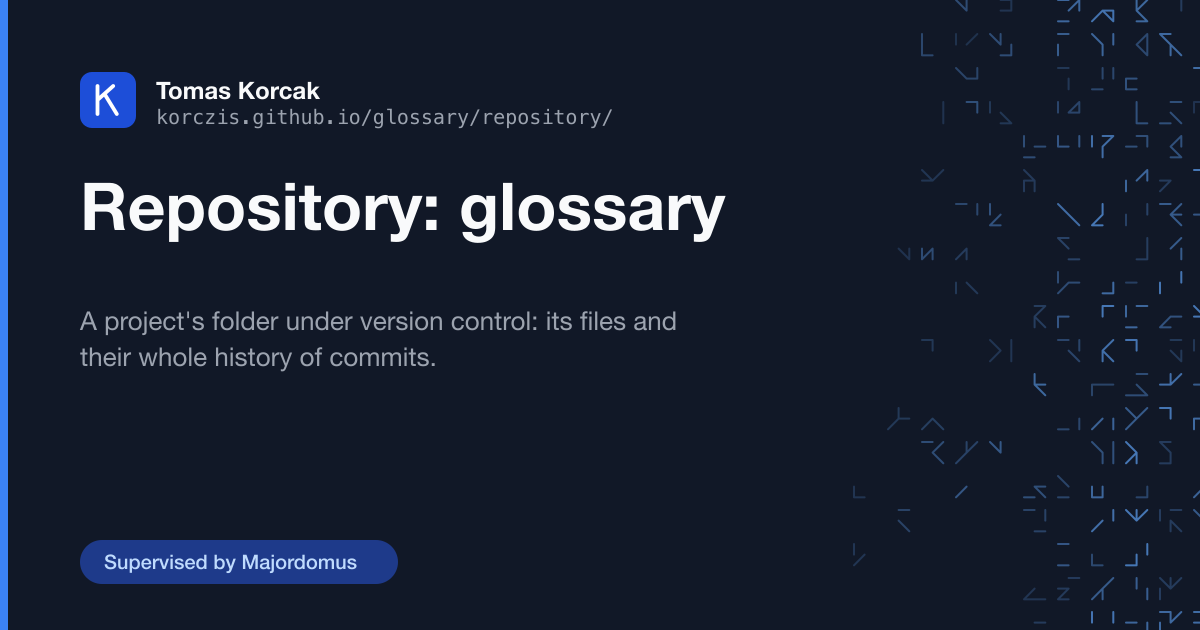 K
Tomas Korcak
korczis.github.io/glossary/repository/
Repository: glossary
A project's folder under version control: its files and
their whole history of commits.
Supervised by Majordomus